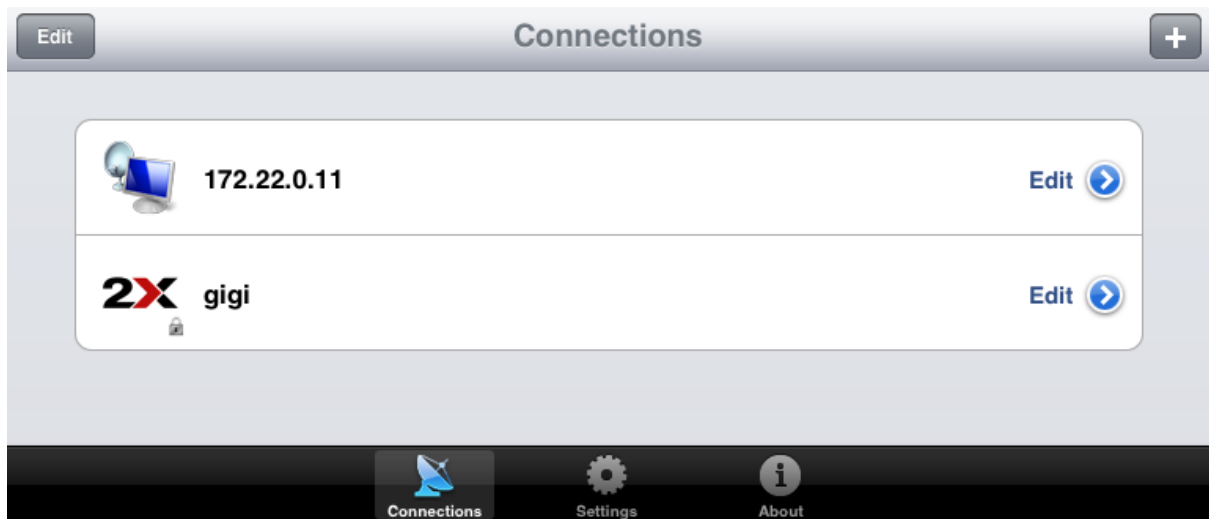 Edit Connections +
172.22.0.11 Edit
2X gigi Edit
Connections Settings About